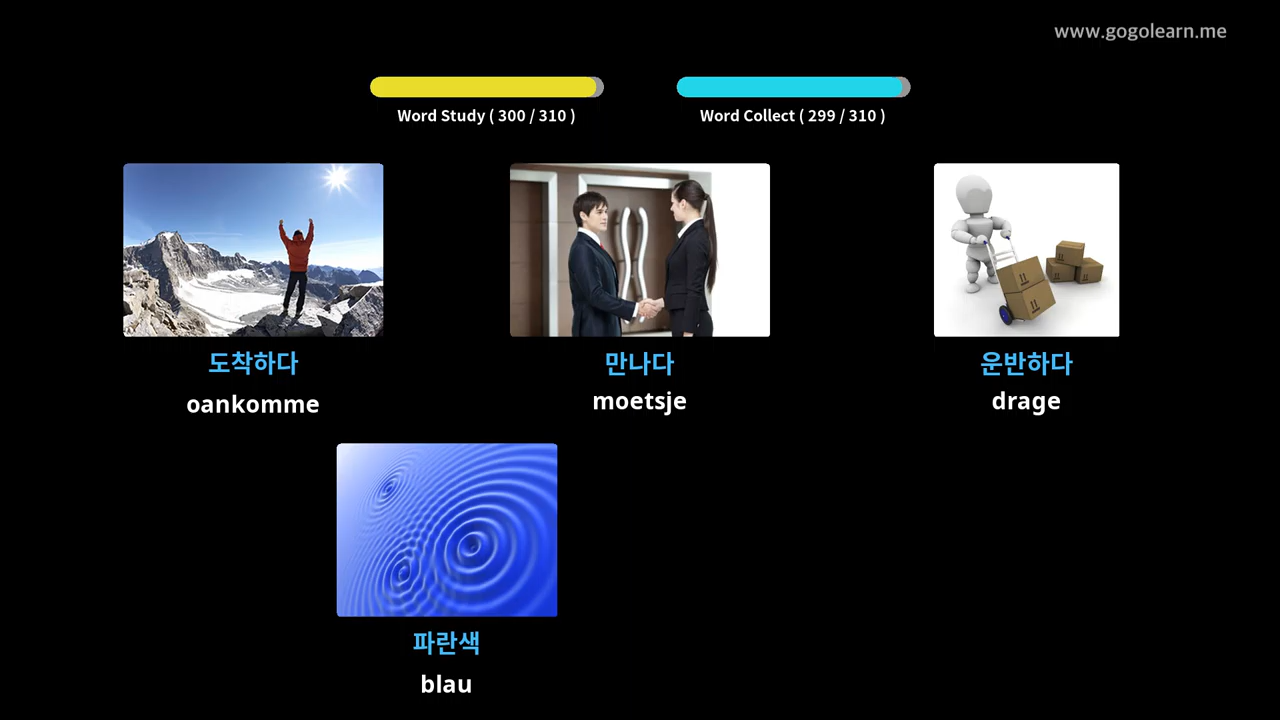 www.gogolearn.me
Word Study ( 300 / 310 )
Word Collect ( 299 / 310 )
도착하다
oankomme
만나다
moetsje
운반하다
drage
파란색
blau